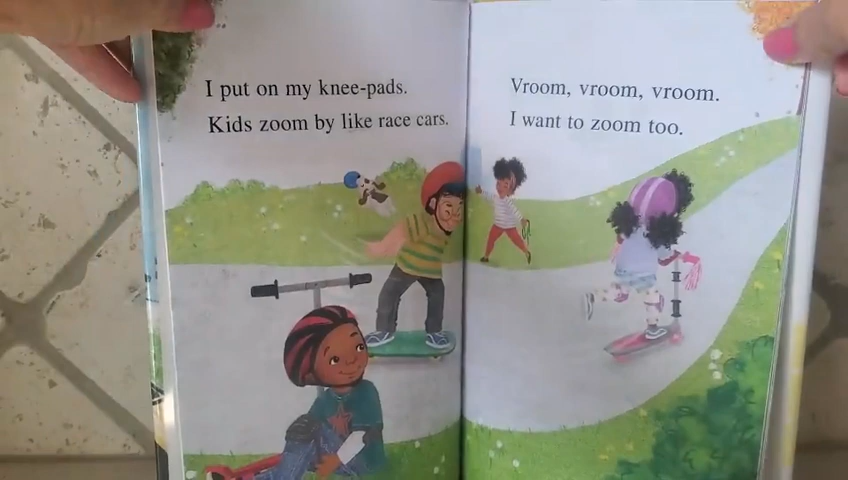 I put on my knee-pads.
Kids zoom by like race cars.
Vroom, vroom, vroom.
I want to zoom too.